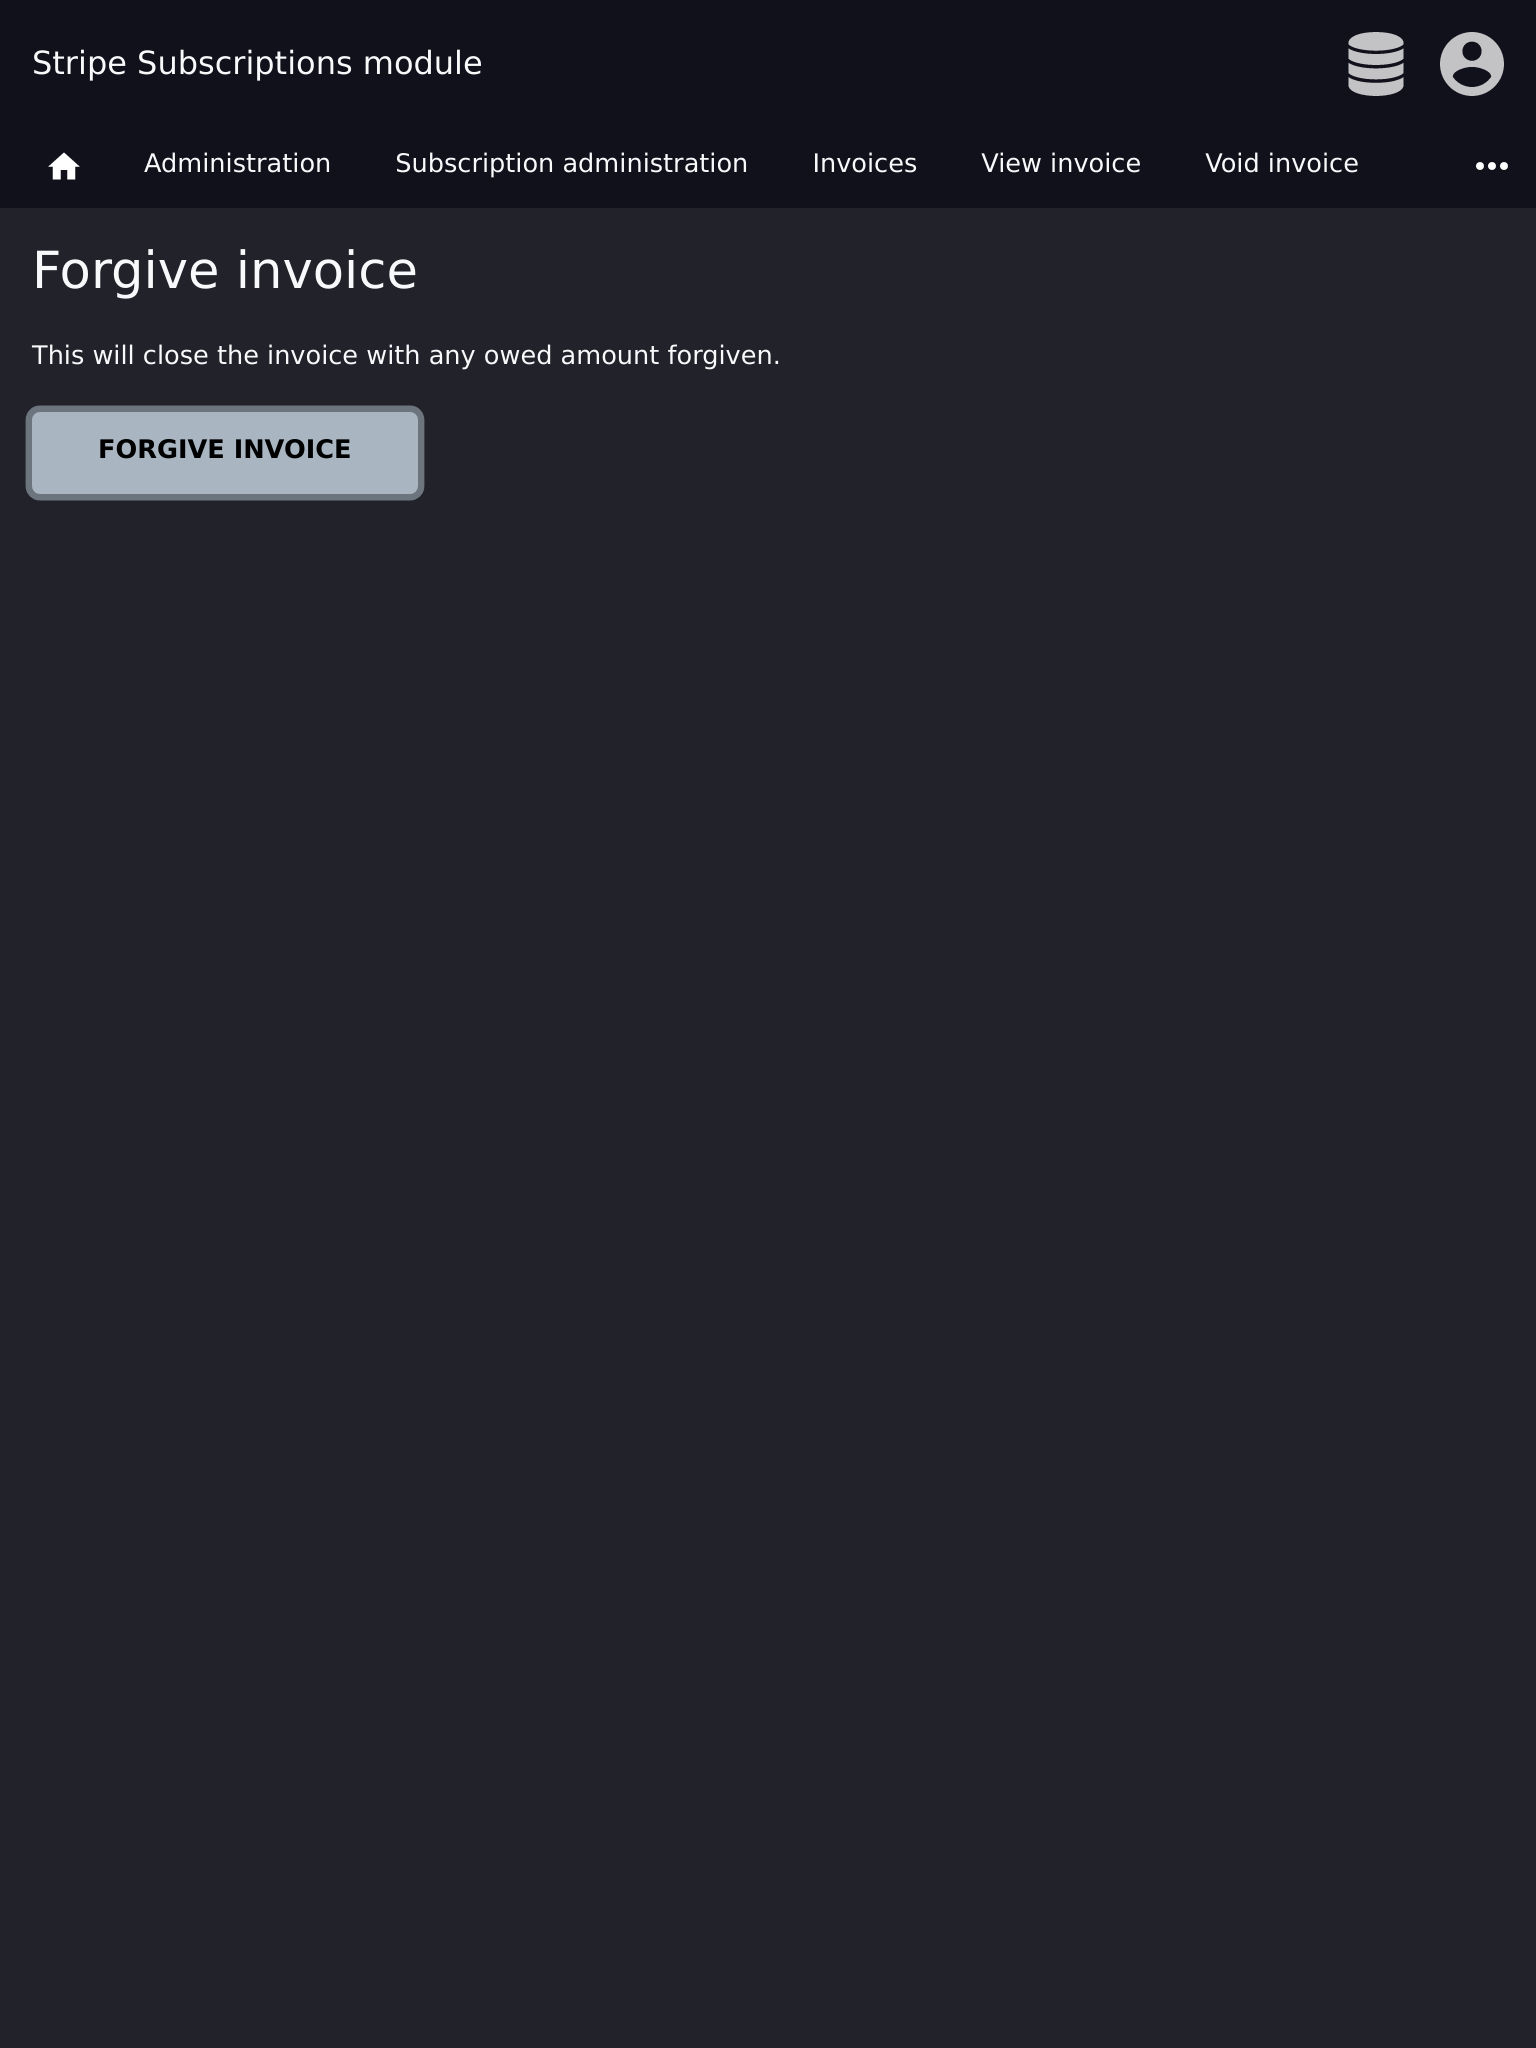 Stripe Subscriptions module
Administration Subscription administration Invoices View invoice Void invoice
Forgive invoice
This will close the invoice with any owed amount forgiven.
FORGIVE INVOICE